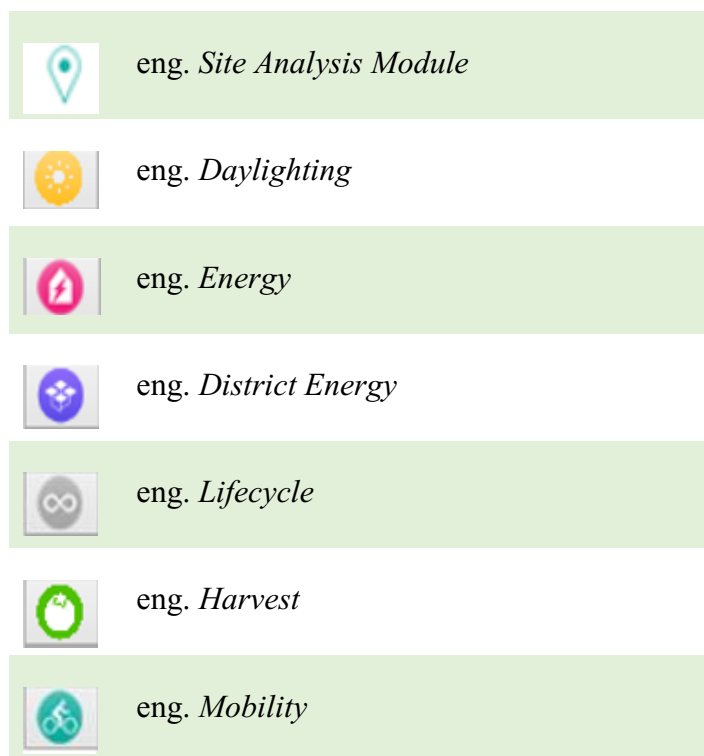 eng. Site Analysis Module
eng. Daylighting
eng. Energy
eng. District Energy
eng. Lifecycle
eng. Harvest
eng. Mobility